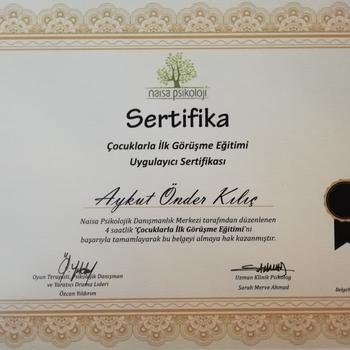 naisa psikoloji
Sertifika
Çocuklarla İlk Görüşme Eğitimi
Uygulayıcı Sertifikası
Aykut Önder Kılıç
Naisa Psikolojik Danışmanlık Merkezi tarafından düzenlenen
4 saatlik 'Çocuklarla İlk Görüşme Eğitimi'ni
başarıyla tamamlayarak bu belgeyi almaya hak kazanmıştır.
Oyun Terapisti, Psikolojik Danışman
ve Yaratıcı Drama Lideri
Özcan Yıldırım
Uzman Klinik Psikolog
Sarah Merve Ahmad